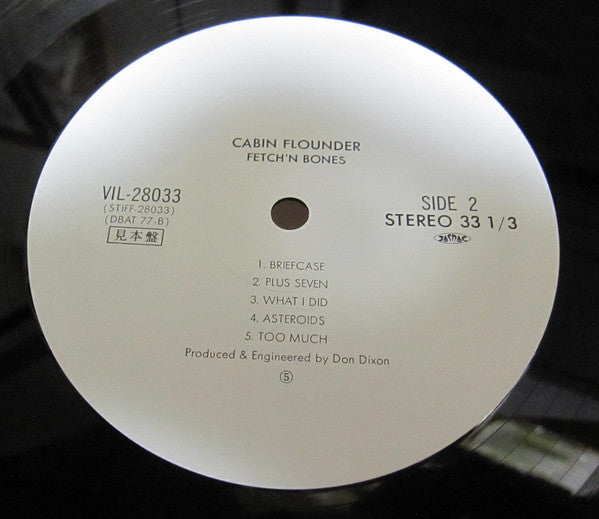 CABIN FLOUNDER
FETCH'N BONES
VIL-28033
(STIFF-28033)
(DBAT 77-B)
見本盤
SIDE 2
STEREO 33 1/3
1. BRIEFCASE
2. PLUS SEVEN
3. WHAT I DID
4. ASTEROIDS
5. TOO MUCH
Produced & Engineered by Don Dixon
⑤